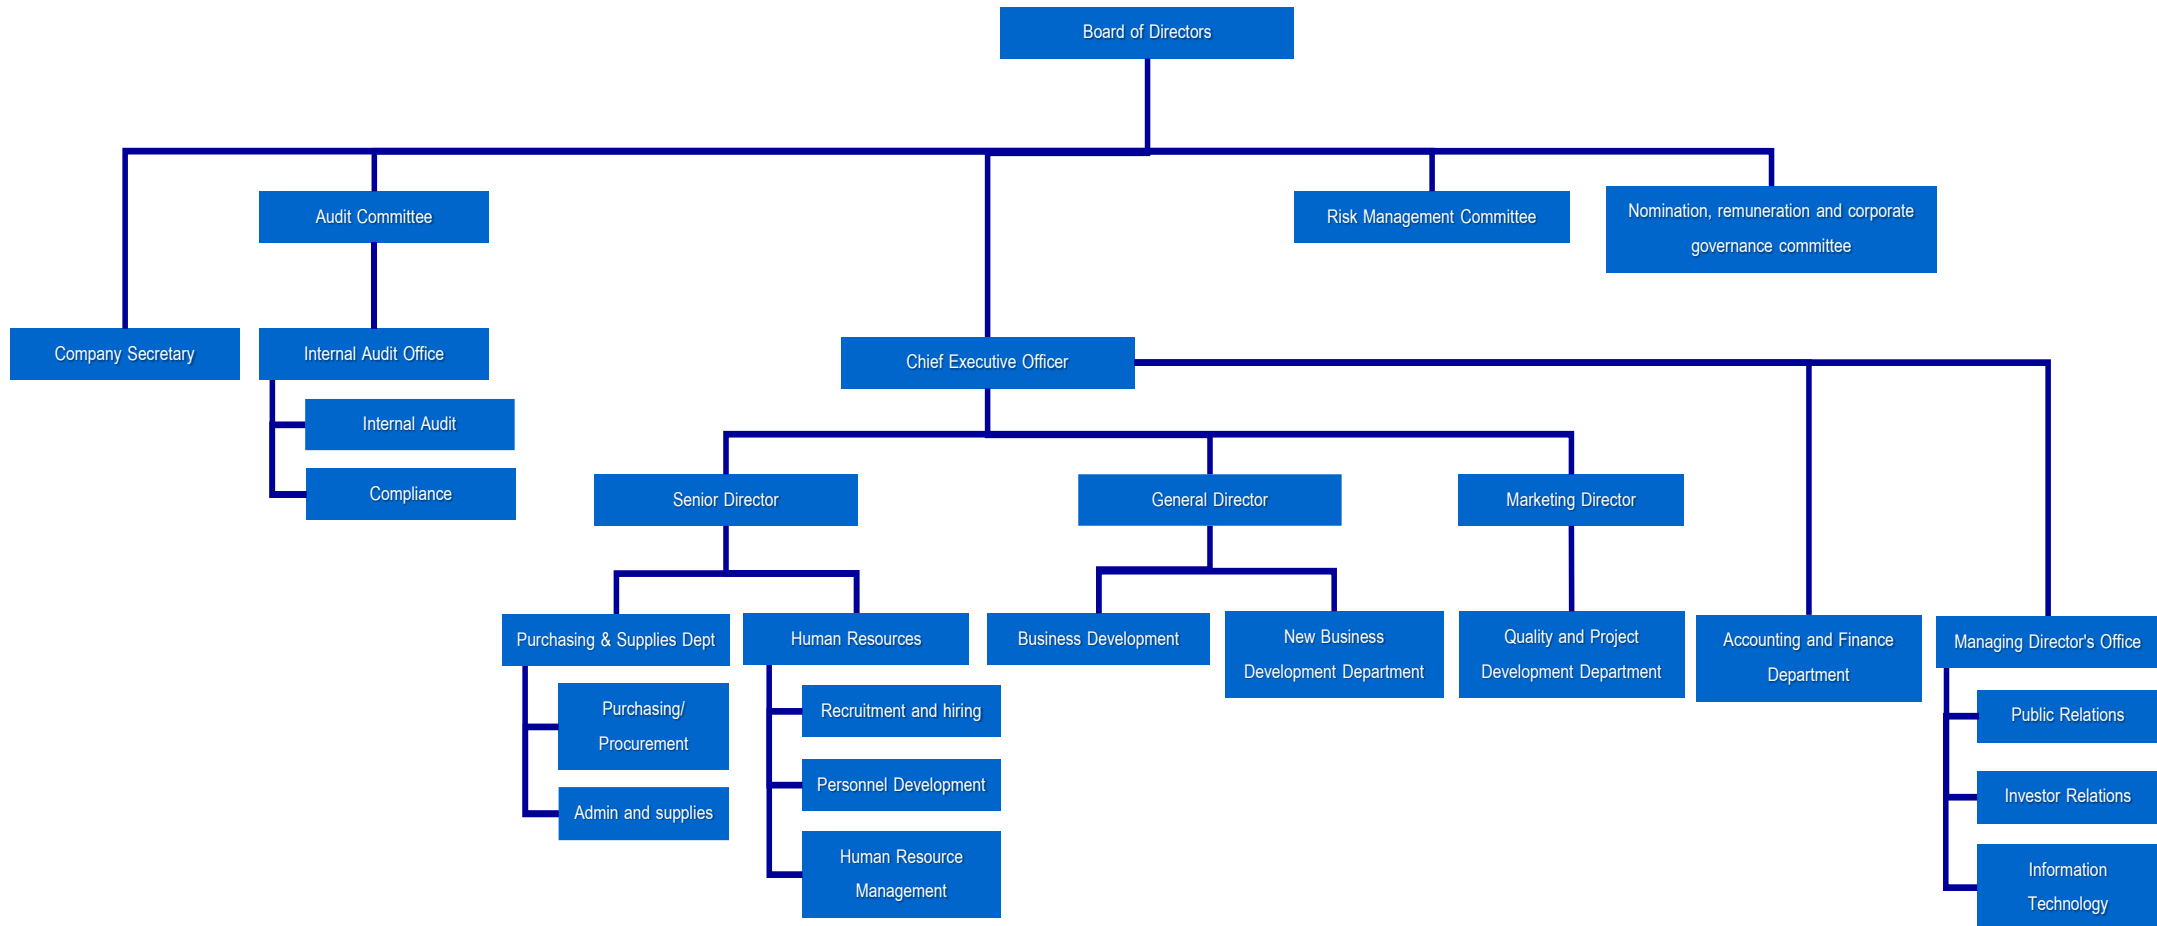 Board of Directors
Audit Committee
Risk Management Committee
Nomination, remuneration and corporate
governance committee
Company Secretary
Internal Audit Office
Chief Executive Officer
Internal Audit
Compliance
Senior Director
General Director
Marketing Director
Purchasing & Supplies Dept
Human Resources
Business Development
New Business
Development Department
Quality and Project
Development Department
Accounting and Finance
Department
Managing Director's Office
Purchasing/
Procurement
Admin and supplies
Recruitment and hiring
Personnel Development
Human Resource
Management
Public Relations
Investor Relations
Information
Technology